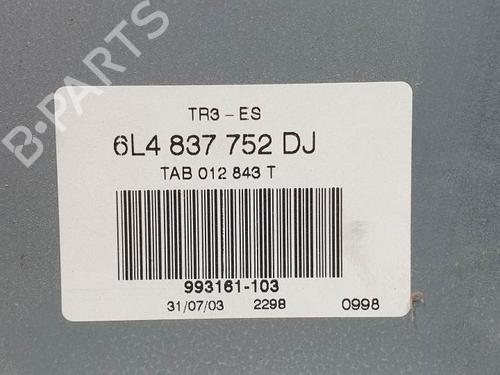 B-PARTS
TR3-ES
6L4 837 752 DJ
TAB 012 843 T
993161-103
31/07/03 2298 0998